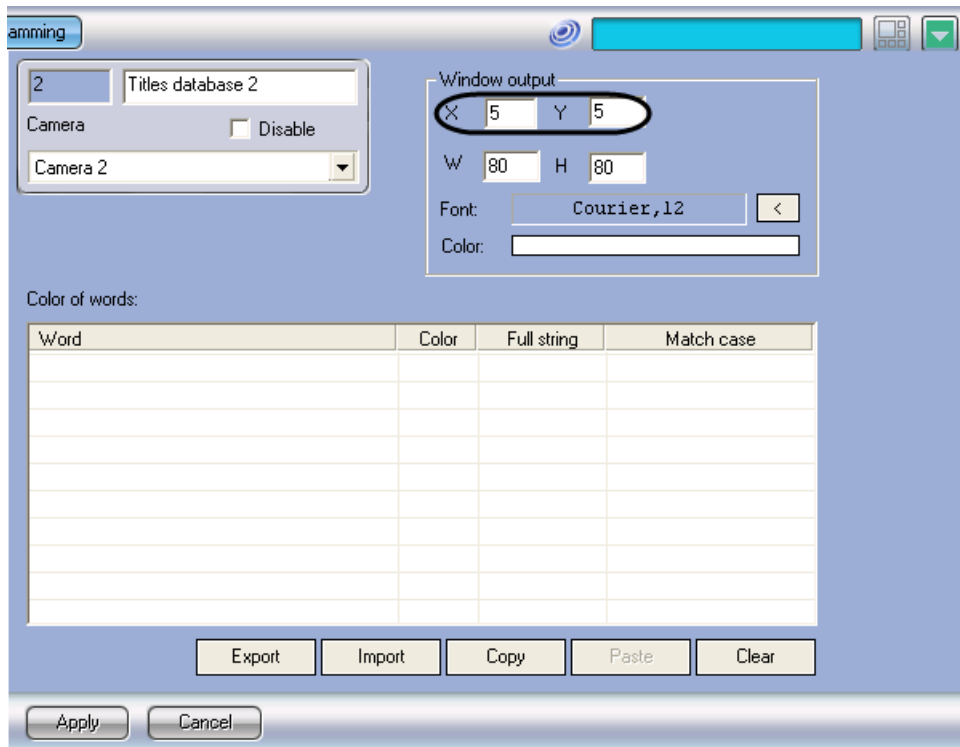 amming
2 Titles database 2
Camera Disable
Camera 2
Window output
X 5 Y 5
W 80 H 80
Font: Courier,12 <
Color:
Color of words:
Word Color Full string Match case
Export Import Copy Paste Clear
Apply Cancel